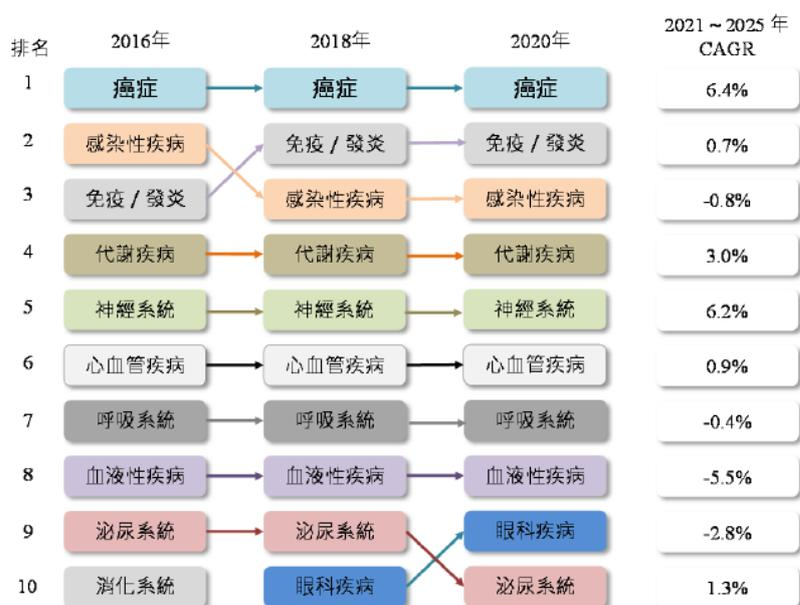 排名 2016年 2018年 2020年 2021～2025 年
CAGR
1 癌症 癌症 癌症 6.4%
2 感染性疾病 免疫 / 發炎 免疫 / 發炎 0.7%
3 免疫 / 發炎 感染性疾病 感染性疾病 -0.8%
4 代謝疾病 代謝疾病 代謝疾病 3.0%
5 神經系統 神經系統 神經系統 6.2%
6 心血管疾病 心血管疾病 心血管疾病 0.9%
7 呼吸系統 呼吸系統 呼吸系統 -0.4%
8 血液性疾病 血液性疾病 血液性疾病 -5.5%
9 泌尿系統 泌尿系統 眼科疾病 -2.8%
10 消化系統 眼科疾病 泌尿系統 1.3%